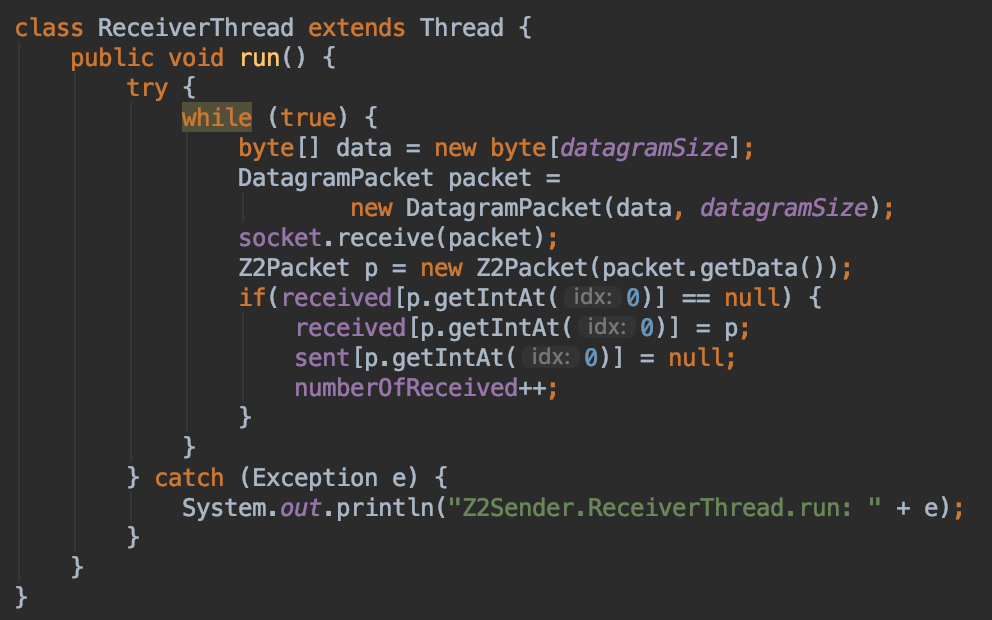 class ReceiverThread extends Thread {
    public void run() {
        try {
            while (true) {
                byte[] data = new byte[datagramSize];
                DatagramPacket packet =
                        new DatagramPacket(data, datagramSize);
                socket.receive(packet);
                Z2Packet p = new Z2Packet(packet.getData());
                if(received[p.getIntAt( idx: 0)] == null) {
                    received[p.getIntAt( idx: 0)] = p;
                    sent[p.getIntAt( idx: 0)] = null;
                    numberOfReceived++;
                }
            }
        } catch (Exception e) {
            System.out.println("Z2Sender.ReceiverThread.run: " + e);
        }
    }
}